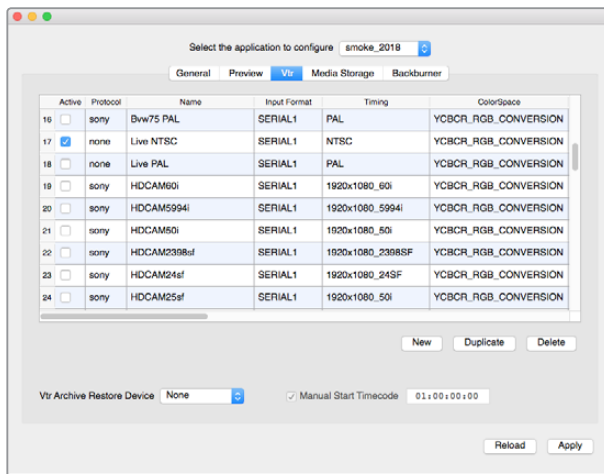 Select the application to configure smoke_2018
General Preview Vtr Media Storage Backburner
Active Protocol Name Input Format Timing ColorSpace
16 sony Bvw75 PAL SERIAL1 PAL YCBCR_RGB_CONVERSION
17 none Live NTSC SERIAL1 NTSC YCBCR_RGB_CONVERSION
18 none Live PAL SERIAL1 PAL YCBCR_RGB_CONVERSION
19 sony HDCAM60i SERIAL1 1920x1080_60i YCBCR_RGB_CONVERSION
20 sony HDCAM5994i SERIAL1 1920x1080_5994i YCBCR_RGB_CONVERSION
21 sony HDCAM50i SERIAL1 1920x1080_50i YCBCR_RGB_CONVERSION
22 sony HDCAM2398sf SERIAL1 1920x1080_2398SF YCBCR_RGB_CONVERSION
23 sony HDCAM24sf SERIAL1 1920x1080_24SF YCBCR_RGB_CONVERSION
24 sony HDCAM25sf SERIAL1 1920x1080_50i YCBCR_RGB_CONVERSION
New Duplicate Delete
Vtr Archive Restore Device None Manual Start Timecode 01:00:00:00
Reload Apply